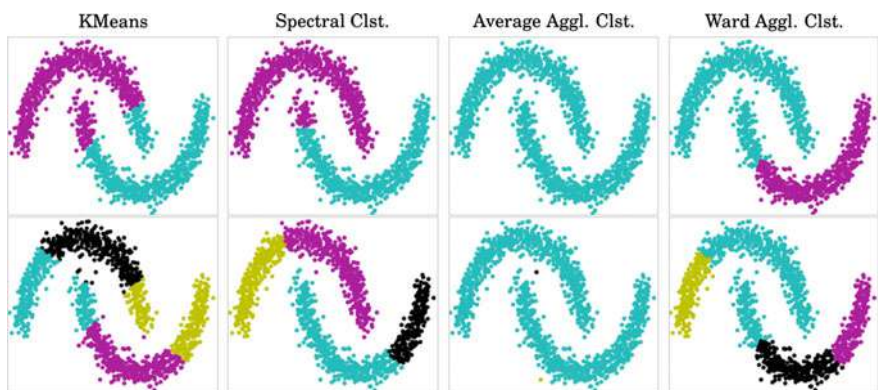 KMeans
Spectral Clst.
Average Aggl. Clst.
Ward Aggl. Clst.